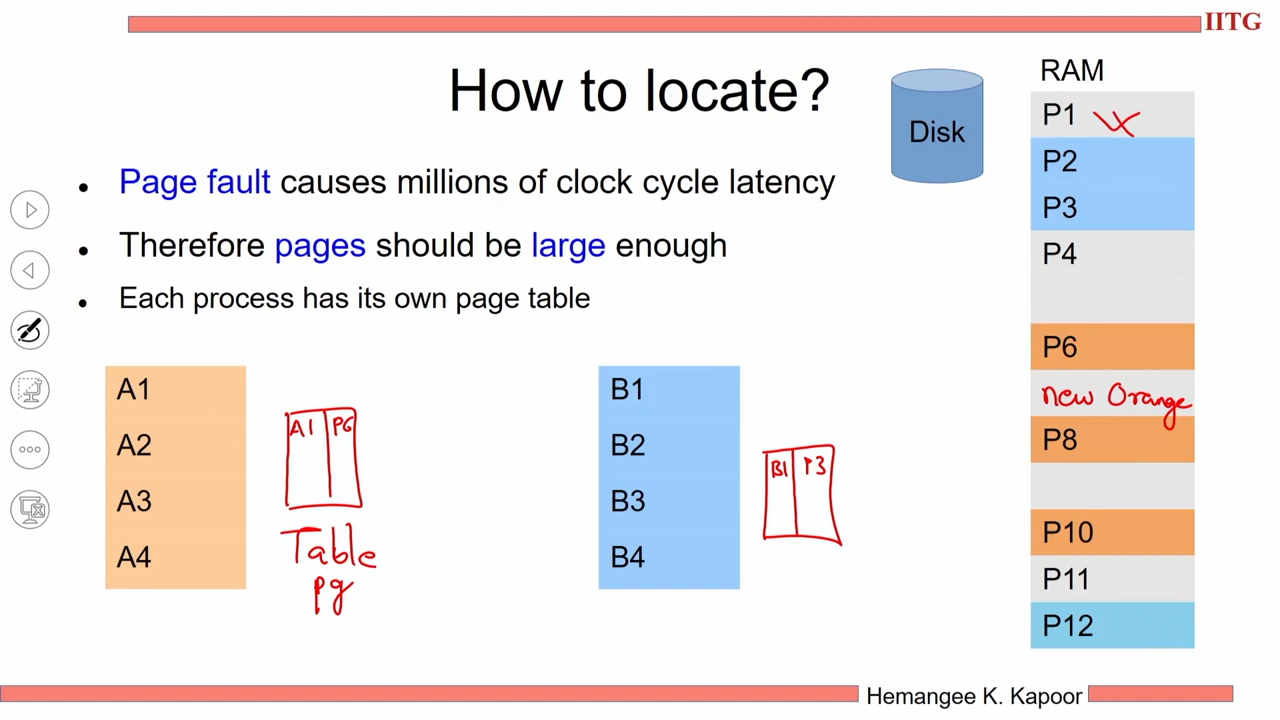 IITG
How to locate?
Disk
RAM
P1
P2
P3
P4
P6
new Orange
P8
P10
P11
P12
• Page fault causes millions of clock cycle latency
• Therefore pages should be large enough
• Each process has its own page table
A1
A2
A3
A4
A1 P6
Table
pg
B1
B2
B3
B4
B1 P3
Hemangee K. Kapoor